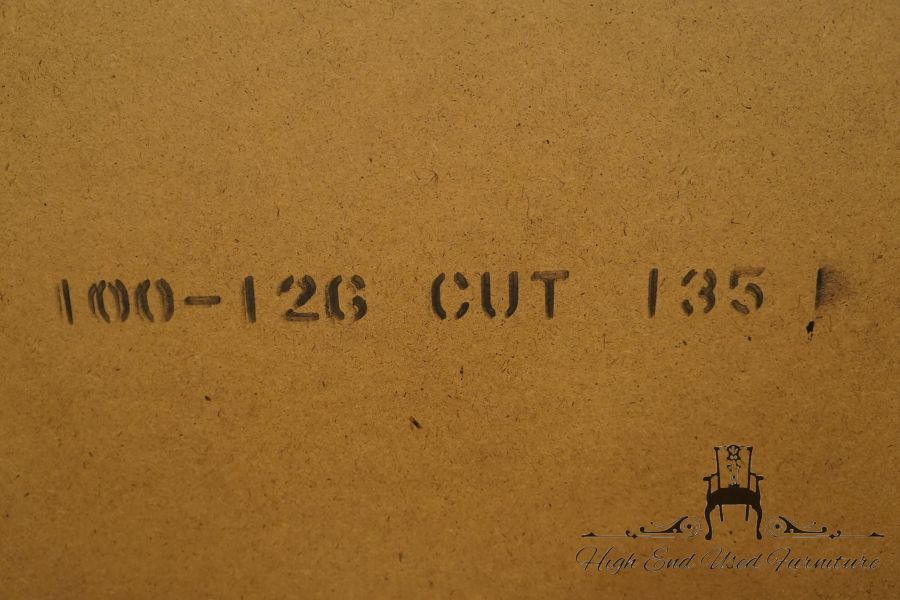 100-126 CUT 135
High End Used Furniture